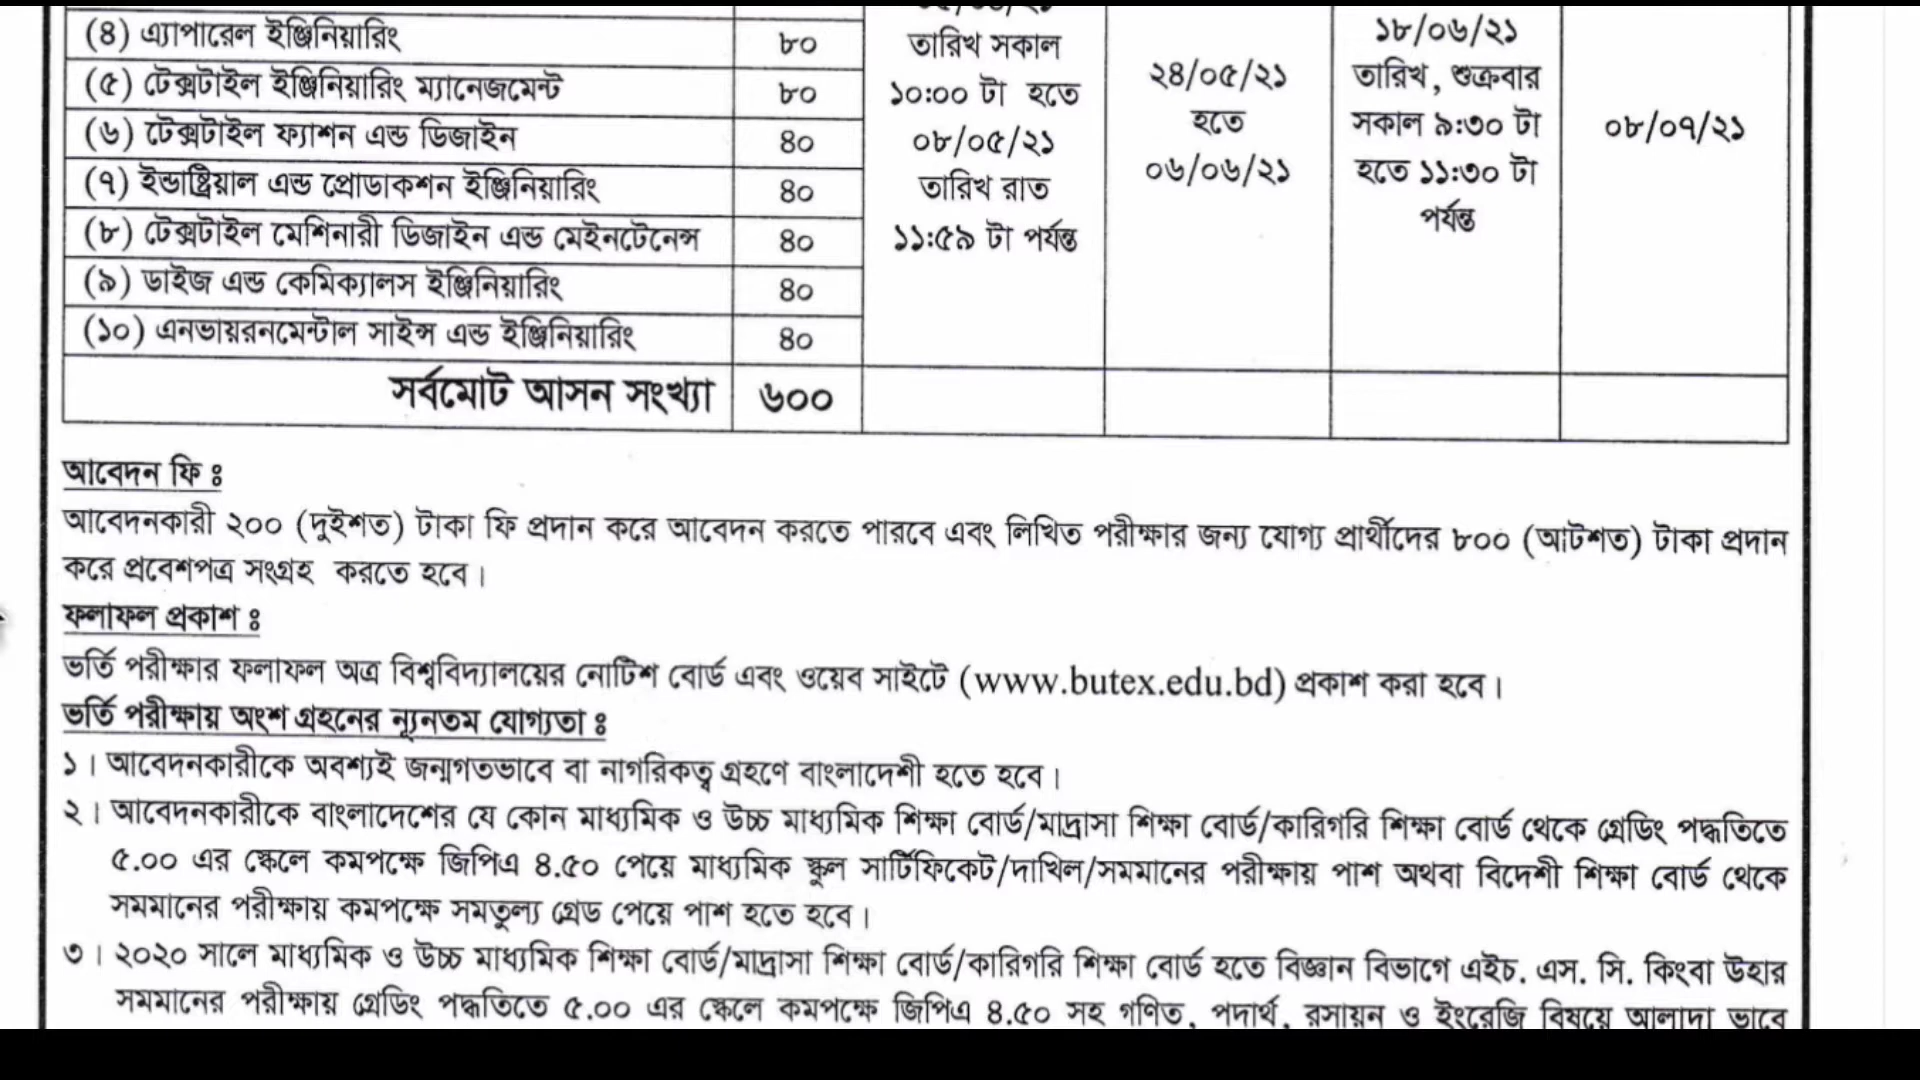 (৪) এ্যাপারেল ইঞ্জিনিয়ারিং ৮০
(৫) টেক্সটাইল ইঞ্জিনিয়ারিং ম্যানেজমেন্ট ৮০
(৬) টেক্সটাইল ফ্যাশন এন্ড ডিজাইন ৪০
(৭) ইন্ডাষ্ট্রিয়াল এন্ড প্রোডাকশন ইঞ্জিনিয়ারিং ৪০
(৮) টেক্সটাইল মেশিনারী ডিজাইন এন্ড মেইনটেনেন্স ৪০
(৯) ডাইজ এন্ড কেমিক্যালস ইঞ্জিনিয়ারিং ৪০
(১০) এনভায়রনমেন্টাল সাইন্স এন্ড ইঞ্জিনিয়ারিং ৪০
সর্বমোট আসন সংখ্যা ৬০০
তারিখ সকাল
১০:০০ টা হতে
০৮/০৫/২১
তারিখ রাত
১১:৫৯ টা পর্যন্ত
২৪/০৫/২১
হতে
০৬/০৬/২১
১৮/০৬/২১
তারিখ, শুক্রবার
সকাল ৯:৩০ টা
হতে ১১:৩০ টা
পর্যন্ত
০৮/০৭/২১
আবেদন ফি ঃ
আবেদনকারী ২০০ (দুইশত) টাকা ফি প্রদান করে আবেদন করতে পারবে এবং লিখিত পরীক্ষার জন্য যোগ্য প্রার্থীদের ৮০০ (আটশত) টাকা প্রদান
করে প্রবেশপত্র সংগ্রহ করতে হবে।
ফলাফল প্রকাশ ঃ
ভর্তি পরীক্ষার ফলাফল অত্র বিশ্ববিদ্যালয়ের নোটিশ বোর্ড এবং ওয়েব সাইটে (www.butex.edu.bd) প্রকাশ করা হবে।
ভর্তি পরীক্ষায় অংশ গ্রহনের ন্যূনতম যোগ্যতা ঃ
১। আবেদনকারীকে অবশ্যই জন্মগতভাবে বা নাগরিকত্ব গ্রহণে বাংলাদেশী হতে হবে।
২। আবেদনকারীকে বাংলাদেশের যে কোন মাধ্যমিক ও উচ্চ মাধ্যমিক শিক্ষা বোর্ড/মাদ্রাসা শিক্ষা বোর্ড/কারিগরি শিক্ষা বোর্ড থেকে গ্রেডিং পদ্ধতিতে
৫.০০ এর স্কেলে কমপক্ষে জিপিএ ৪.৫০ পেয়ে মাধ্যমিক স্কুল সার্টিফিকেট/দাখিল/সমমানের পরীক্ষায় পাশ অথবা বিদেশী শিক্ষা বোর্ড থেকে
সমমানের পরীক্ষায় কমপক্ষে সমতুল্য গ্রেড পেয়ে পাশ হতে হবে।
৩। ২০২০ সালে মাধ্যমিক ও উচ্চ মাধ্যমিক শিক্ষা বোর্ড/মাদ্রাসা শিক্ষা বোর্ড/কারিগরি শিক্ষা বোর্ড হতে বিজ্ঞান বিভাগে এইচ. এস. সি. কিংবা উহার
সমমানের পরীক্ষায় গ্রেডিং পদ্ধতিতে ৫.০০ এর স্কেলে কমপক্ষে জিপিএ ৪.৫০ সহ গণিত, পদার্থ, রসায়ন ও ইংরেজি বিষয়ে আলাদা ভাবে